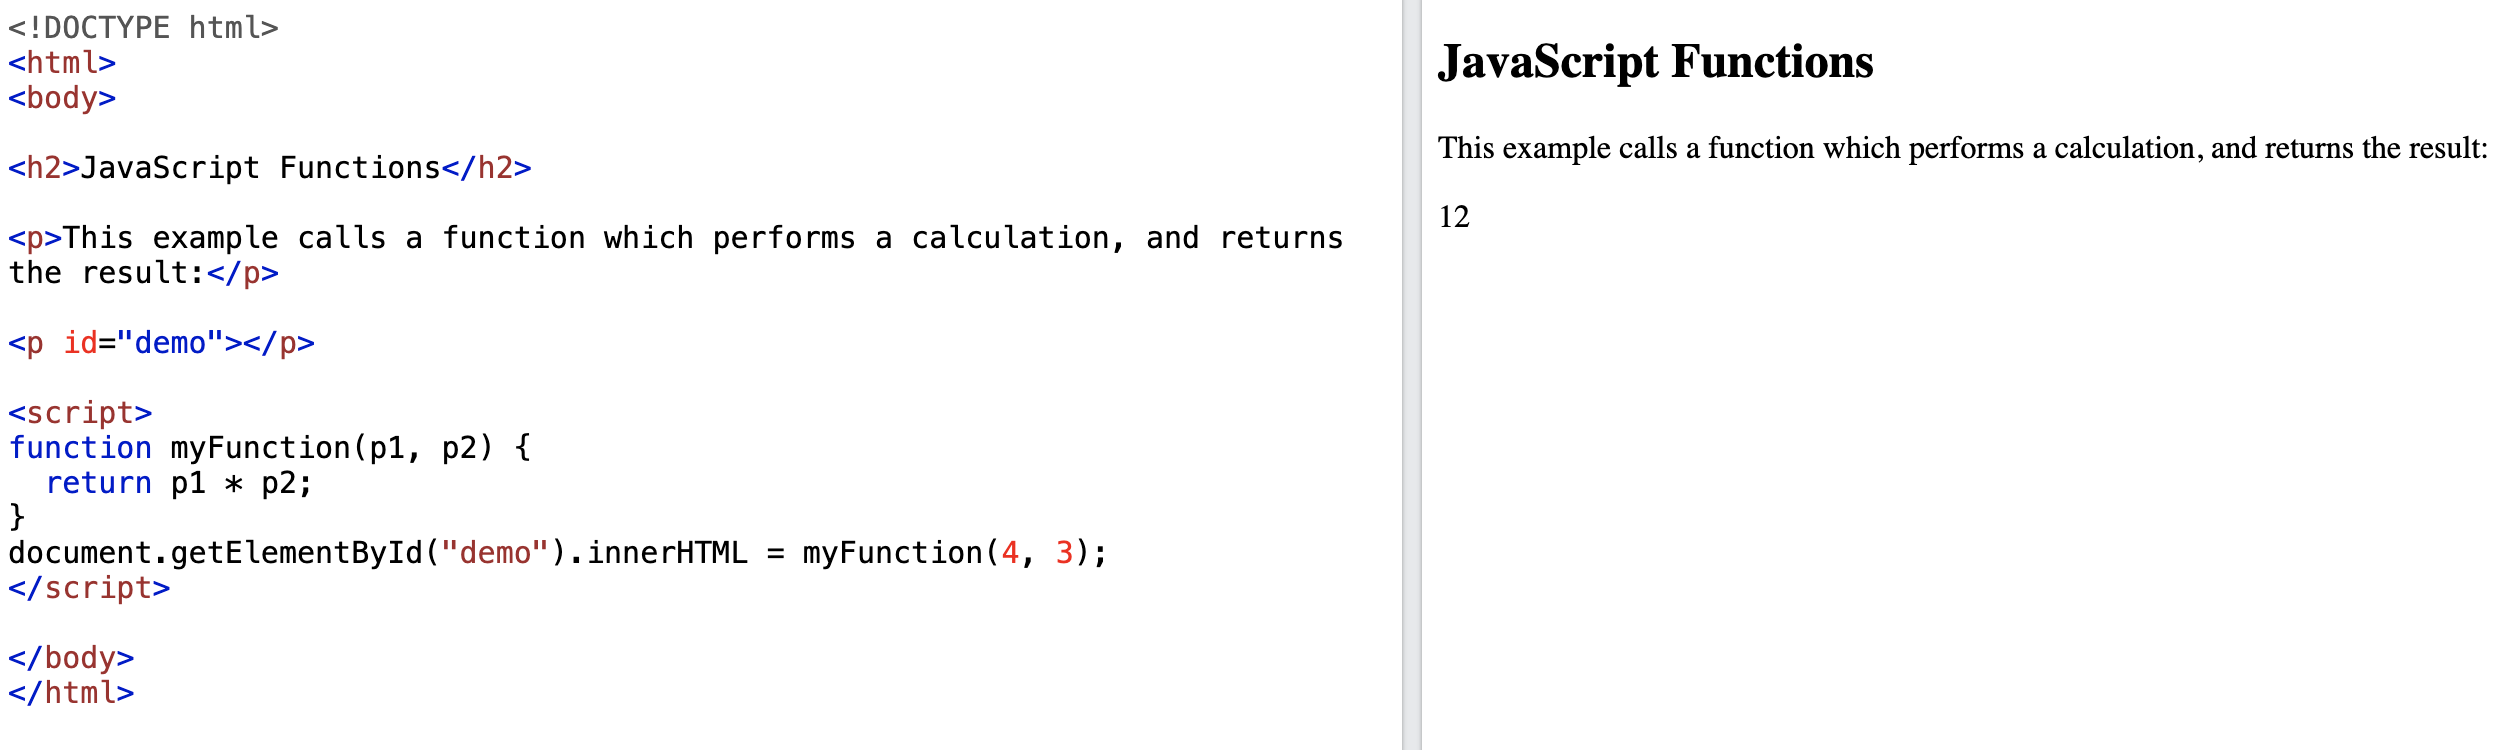 <!DOCTYPE html>
<html>
<body>
<h2>JavaScript Functions</h2>
<p>This example calls a function which performs a calculation, and returns
the result:</p>
<p id="demo"></p>
<script>
function myFunction(p1, p2) {
  return p1 * p2;
}
document.getElementById("demo").innerHTML = myFunction(4, 3);
</script>
</body>
</html>
JavaScript Functions
This example calls a function which performs a calculation, and returns the result:
12